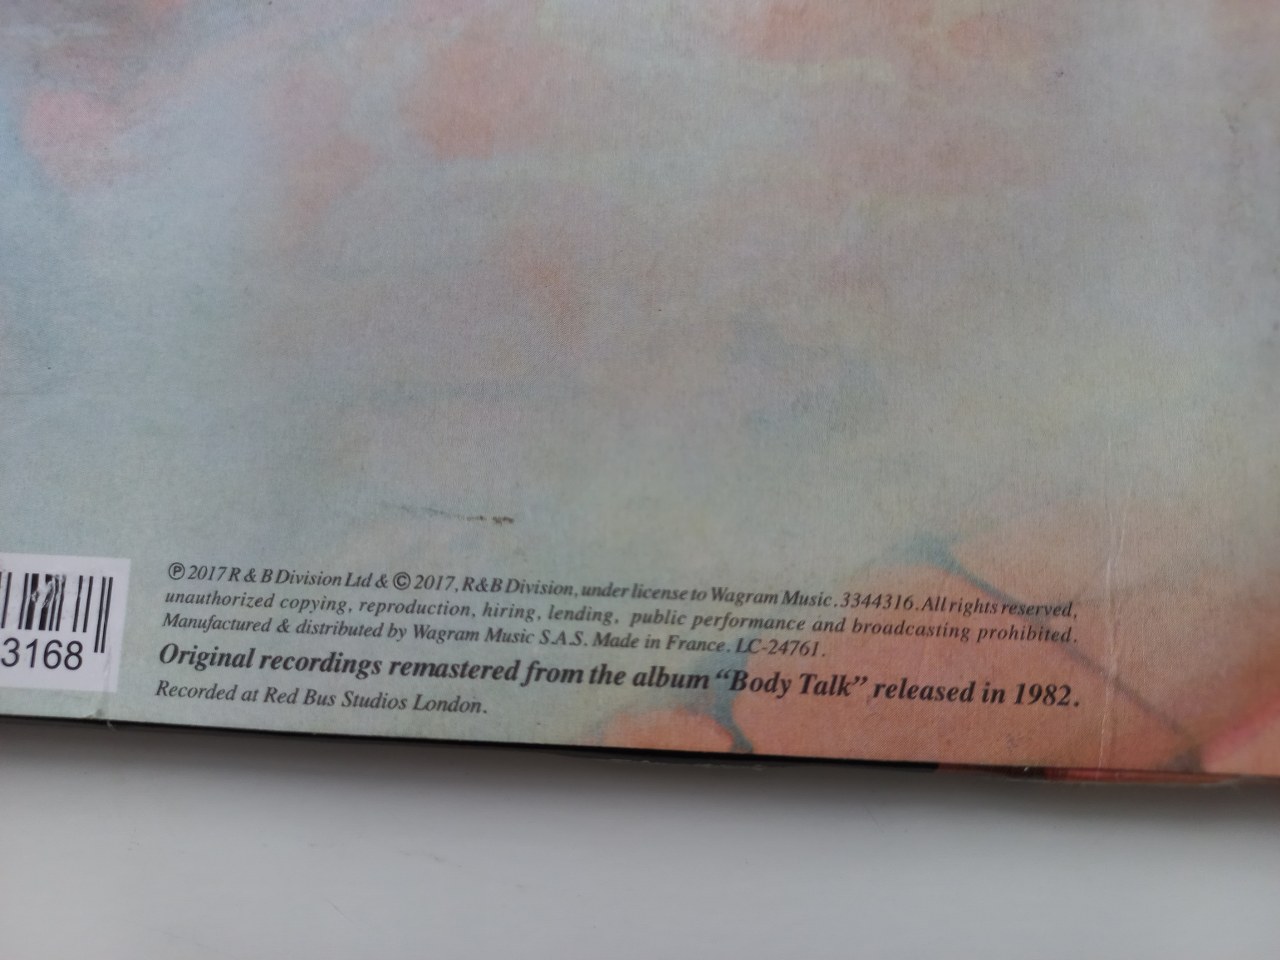 ℗ 2017 R & B Division Ltd & © 2017, R&B Division, under license to Wagram Music. 3344316. All rights reserved,
unauthorized copying, reproduction, hiring, lending, public performance and broadcasting prohibited.
Manufactured & distributed by Wagram Music S.A.S. Made in France. LC-24761.
Original recordings remastered from the album “Body Talk” released in 1982.
Recorded at Red Bus Studios London.
3168